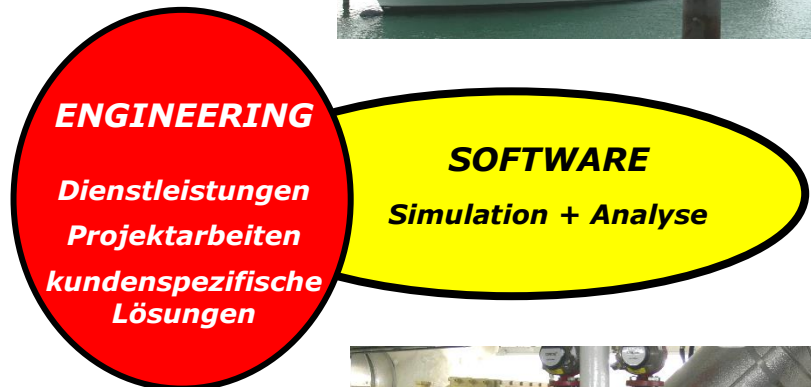 ENGINEERING
Dienstleistungen
Projektarbeiten
kundenspezifische
Lösungen
SOFTWARE
Simulation + Analyse